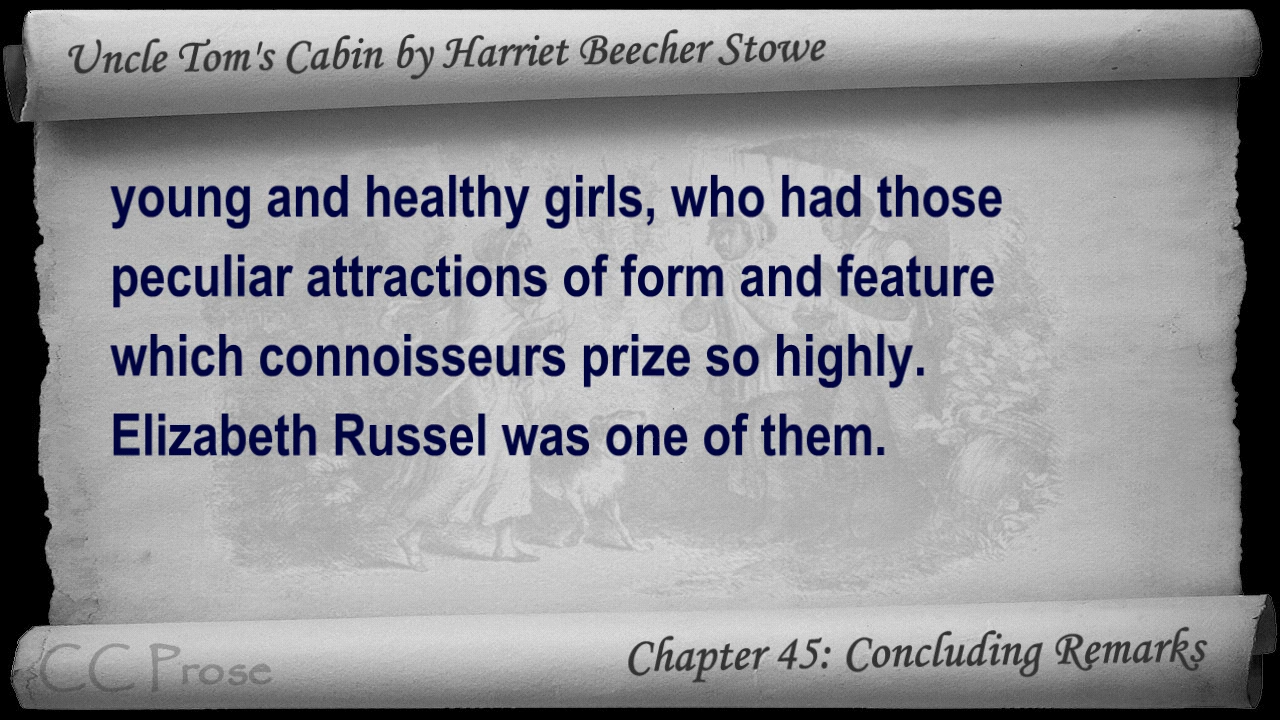 Uncle Tom's Cabin by Harriet Beecher Stowe
young and healthy girls, who had those
peculiar attractions of form and feature
which connoisseurs prize so highly.
Elizabeth Russel was one of them.
CC Prose
Chapter 45: Concluding Remarks